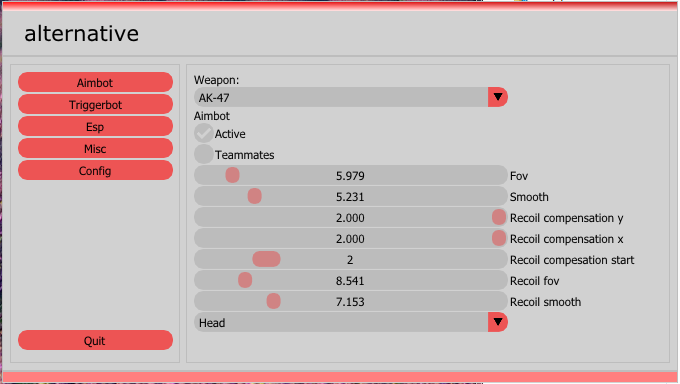 alternative
Aimbot
Triggerbot
Esp
Misc
Config
Quit
Weapon:
AK-47
Aimbot
Active
Teammates
5.979 Fov
5.231 Smooth
2.000 Recoil compensation y
2.000 Recoil compensation x
2 Recoil compesation start
8.541 Recoil fov
7.153 Recoil smooth
Head